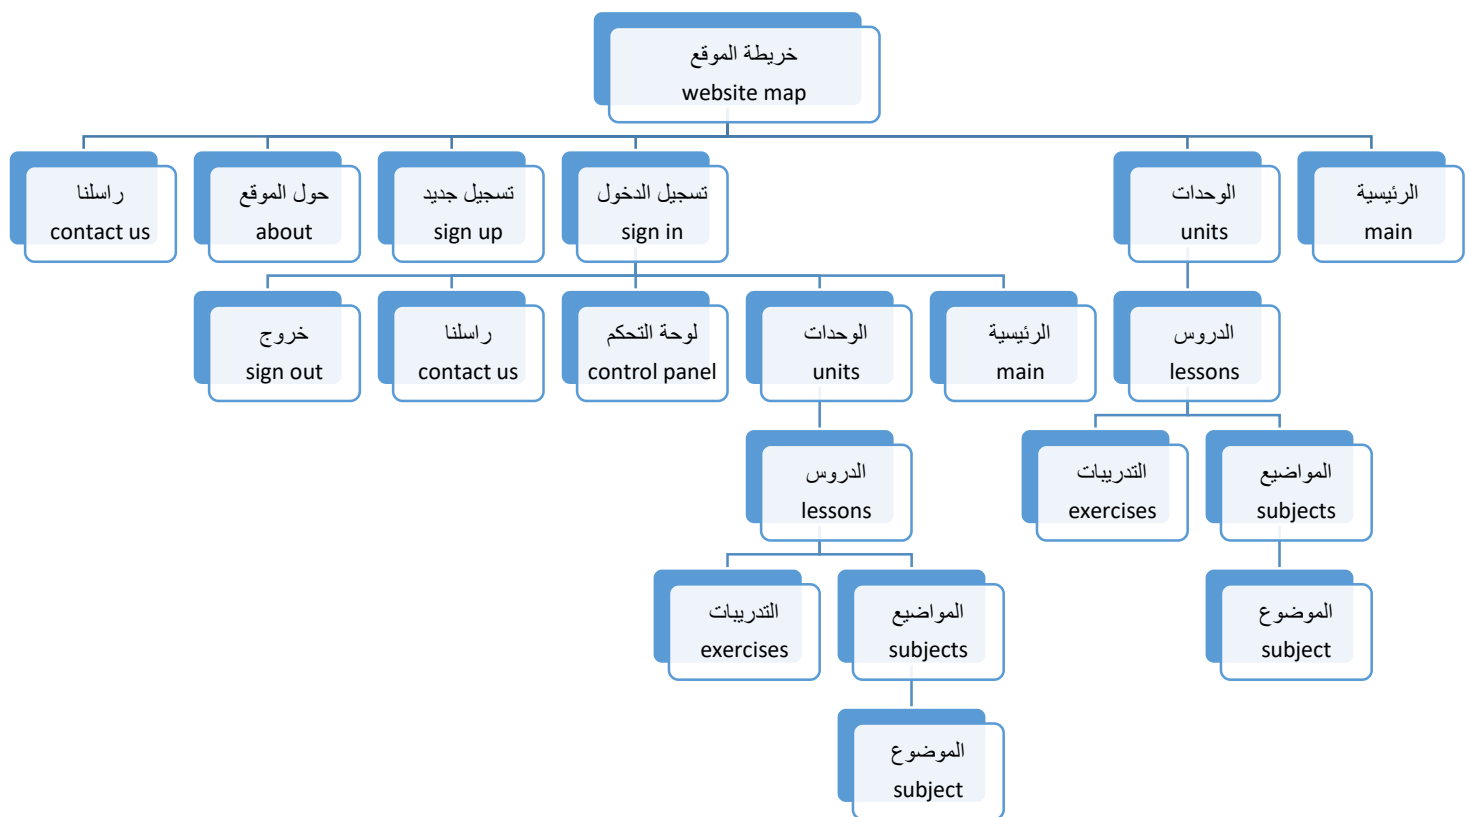 خريطة الموقع
website map
الرئيسية
main
الوحدات
units
تسجيل الدخول
sign in
تسجيل جديد
sign up
حول الموقع
about
راسلنا
contact us
الدروس
lessons
الرئيسية
main
الوحدات
units
لوحة التحكم
control panel
راسلنا
contact us
خروج
sign out
المواضيع
subjects
التدريبات
exercises
الدروس
lessons
الموضوع
subject
المواضيع
subjects
التدريبات
exercises
الموضوع
subject